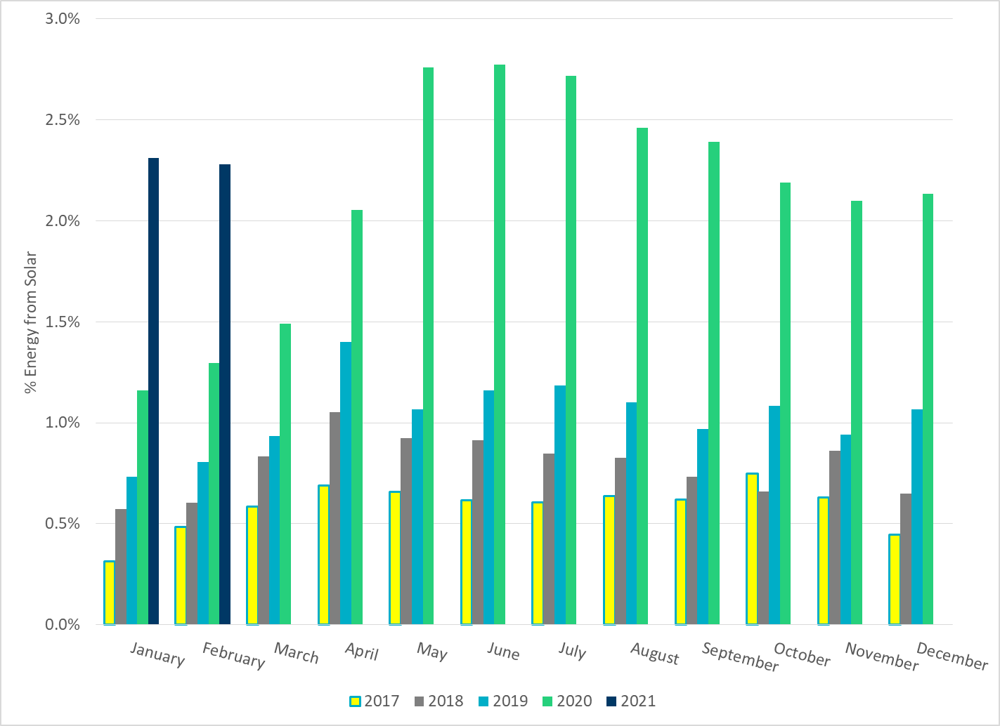 3.0%
2.5%
2.0%
1.5%
1.0%
0.5%
0.0%
% Energy from Solar
January February March April May June July August September October November December
2017 2018 2019 2020 2021